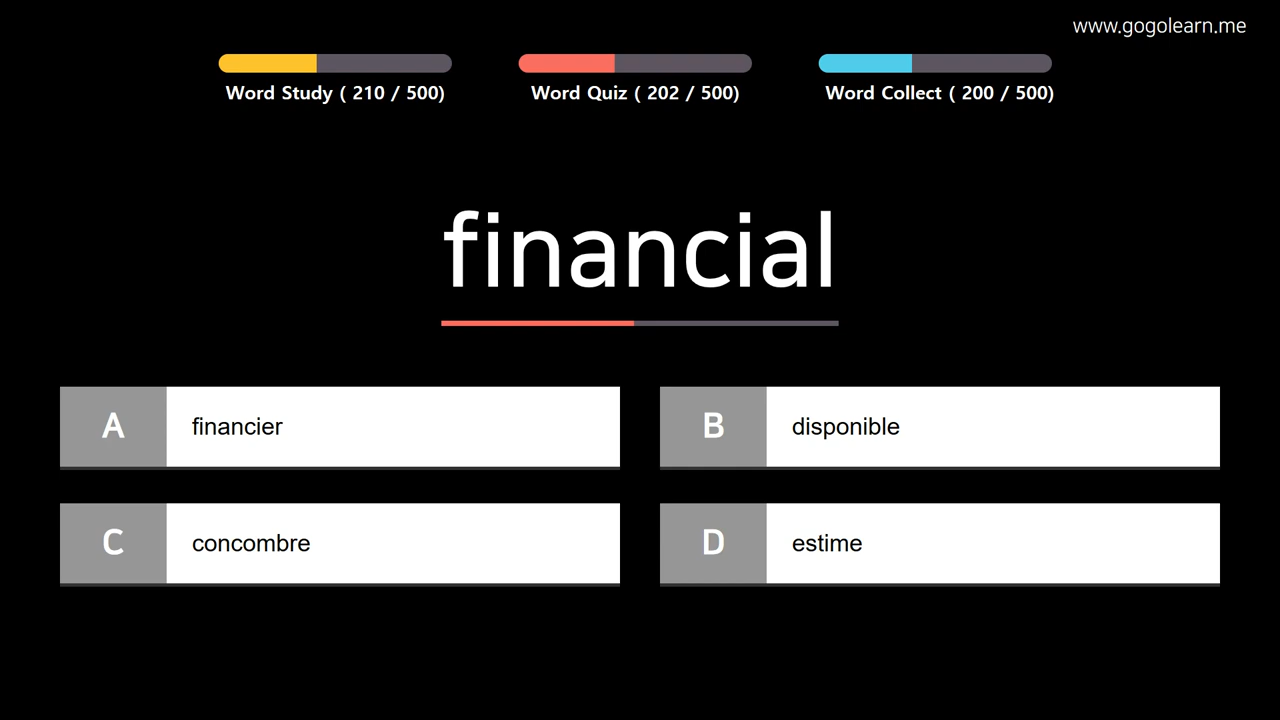 www.gogolearn.me
Word Study ( 210 / 500)
Word Quiz ( 202 / 500)
Word Collect ( 200 / 500)
financial
A financier
B disponible
C concombre
D estime